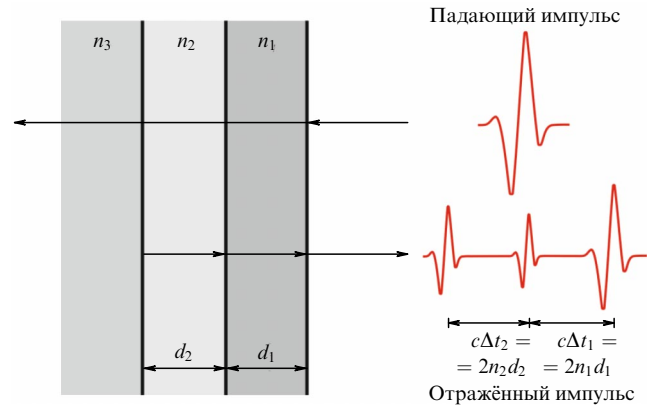 Падающий импульс
n₃ n₂ n₁
d₂ d₁
cΔt₂ = cΔt₁ =
= 2n₂d₂ = 2n₁d₁
Отражённый импульс